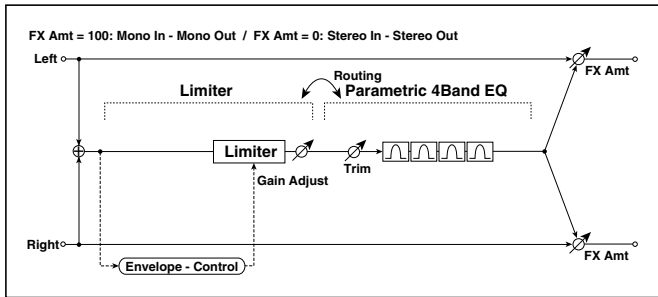 FX Amt = 100: Mono In - Mono Out / FX Amt = 0: Stereo In - Stereo Out
Left
FX Amt
Routing
Limiter
Parametric 4Band EQ
Limiter
Gain Adjust
Trim
Right
FX Amt
Envelope - Control